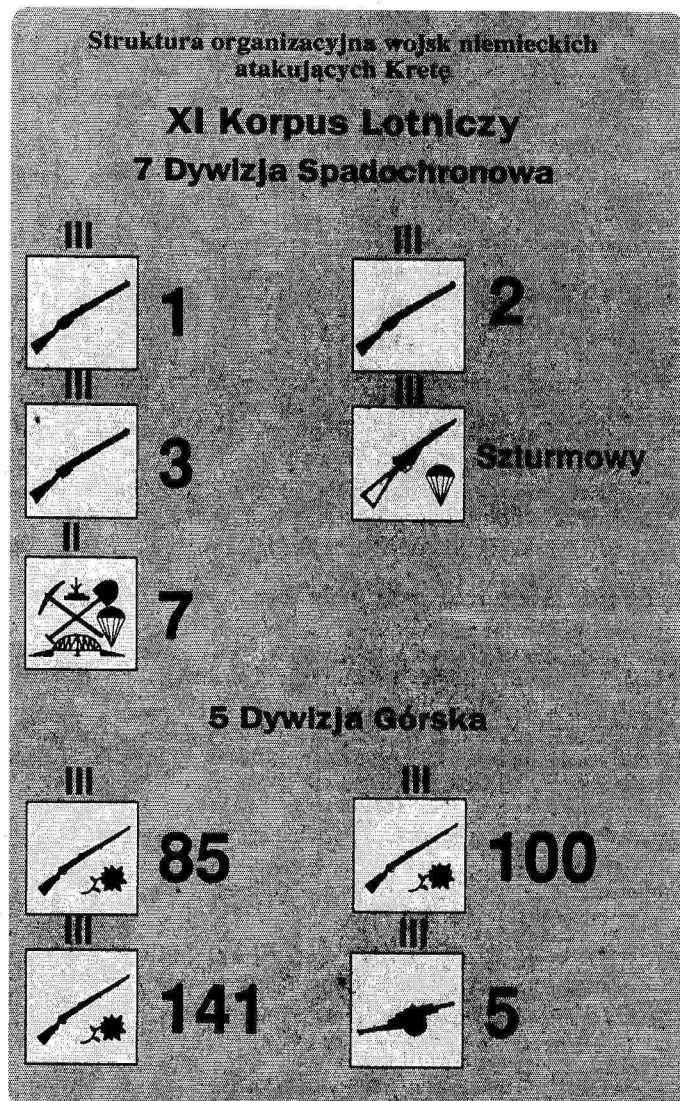 Struktura organizacyjna wojsk niemieckich
atakujących Kretę
XI Korpus Lotniczy
7 Dywizja Spadochronowa
III
III
1
2
III
III
3
Szturmowy
II
7
5 Dywizja Górska
III
III
85
100
III
III
141
5